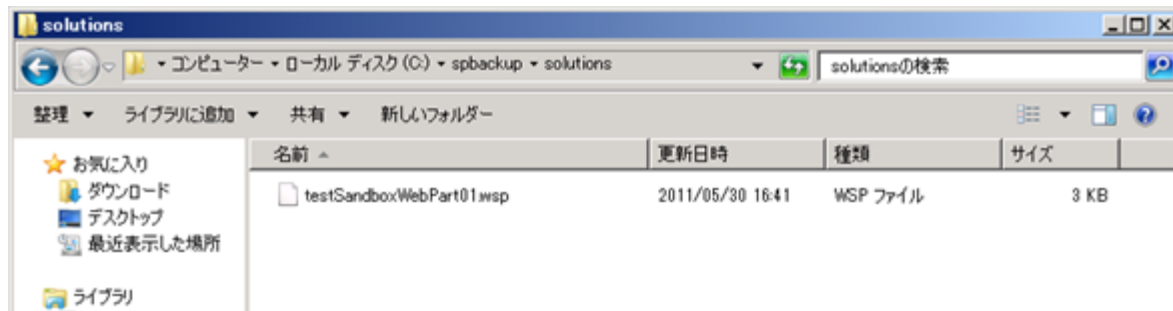 solutions
コンピューター ローカル ディスク (C:) spbackup solutions solutionsの検索
整理 ライブラリに追加 共有 新しいフォルダー
名前 更新日時 種類 サイズ
お気に入り
ダウンロード
デスクトップ
最近表示した場所
ライブラリ
testSandboxWebPart01.wsp 2011/05/30 16:41 WSP ファイル 3 KB